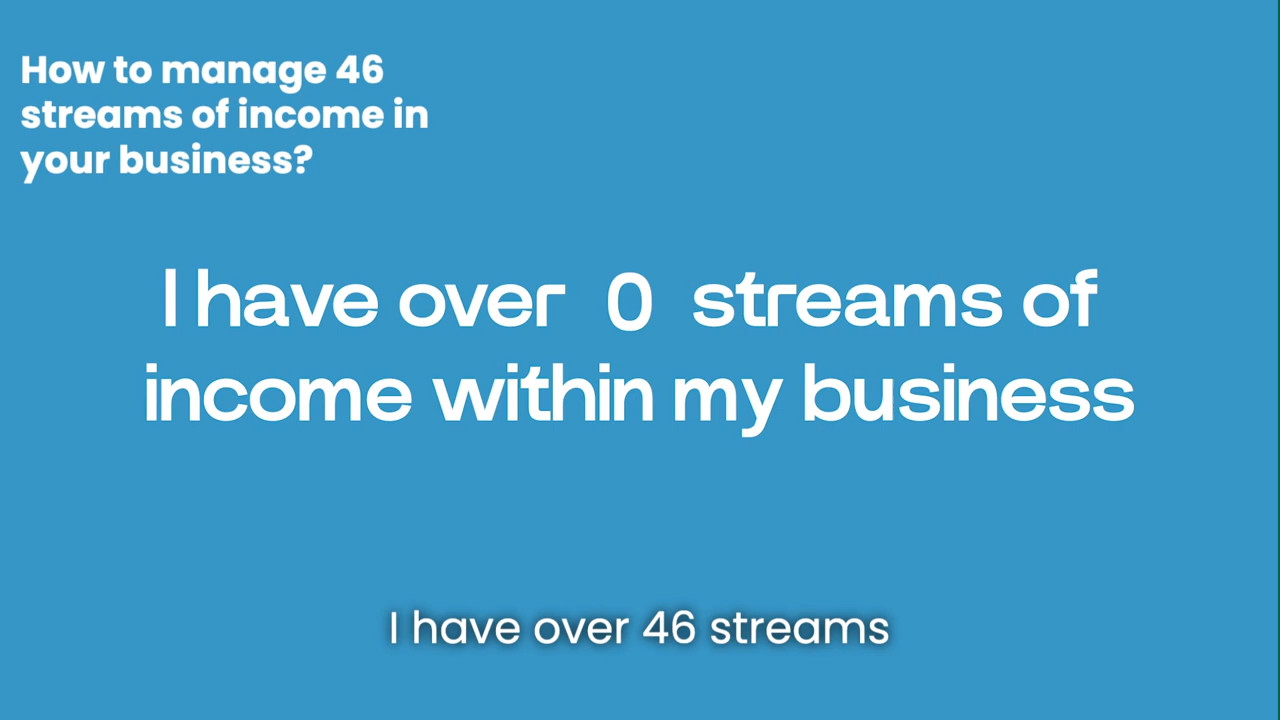 How to manage 46
streams of income in
your business?
I have over 0 streams of
income within my business
I have over 46 streams